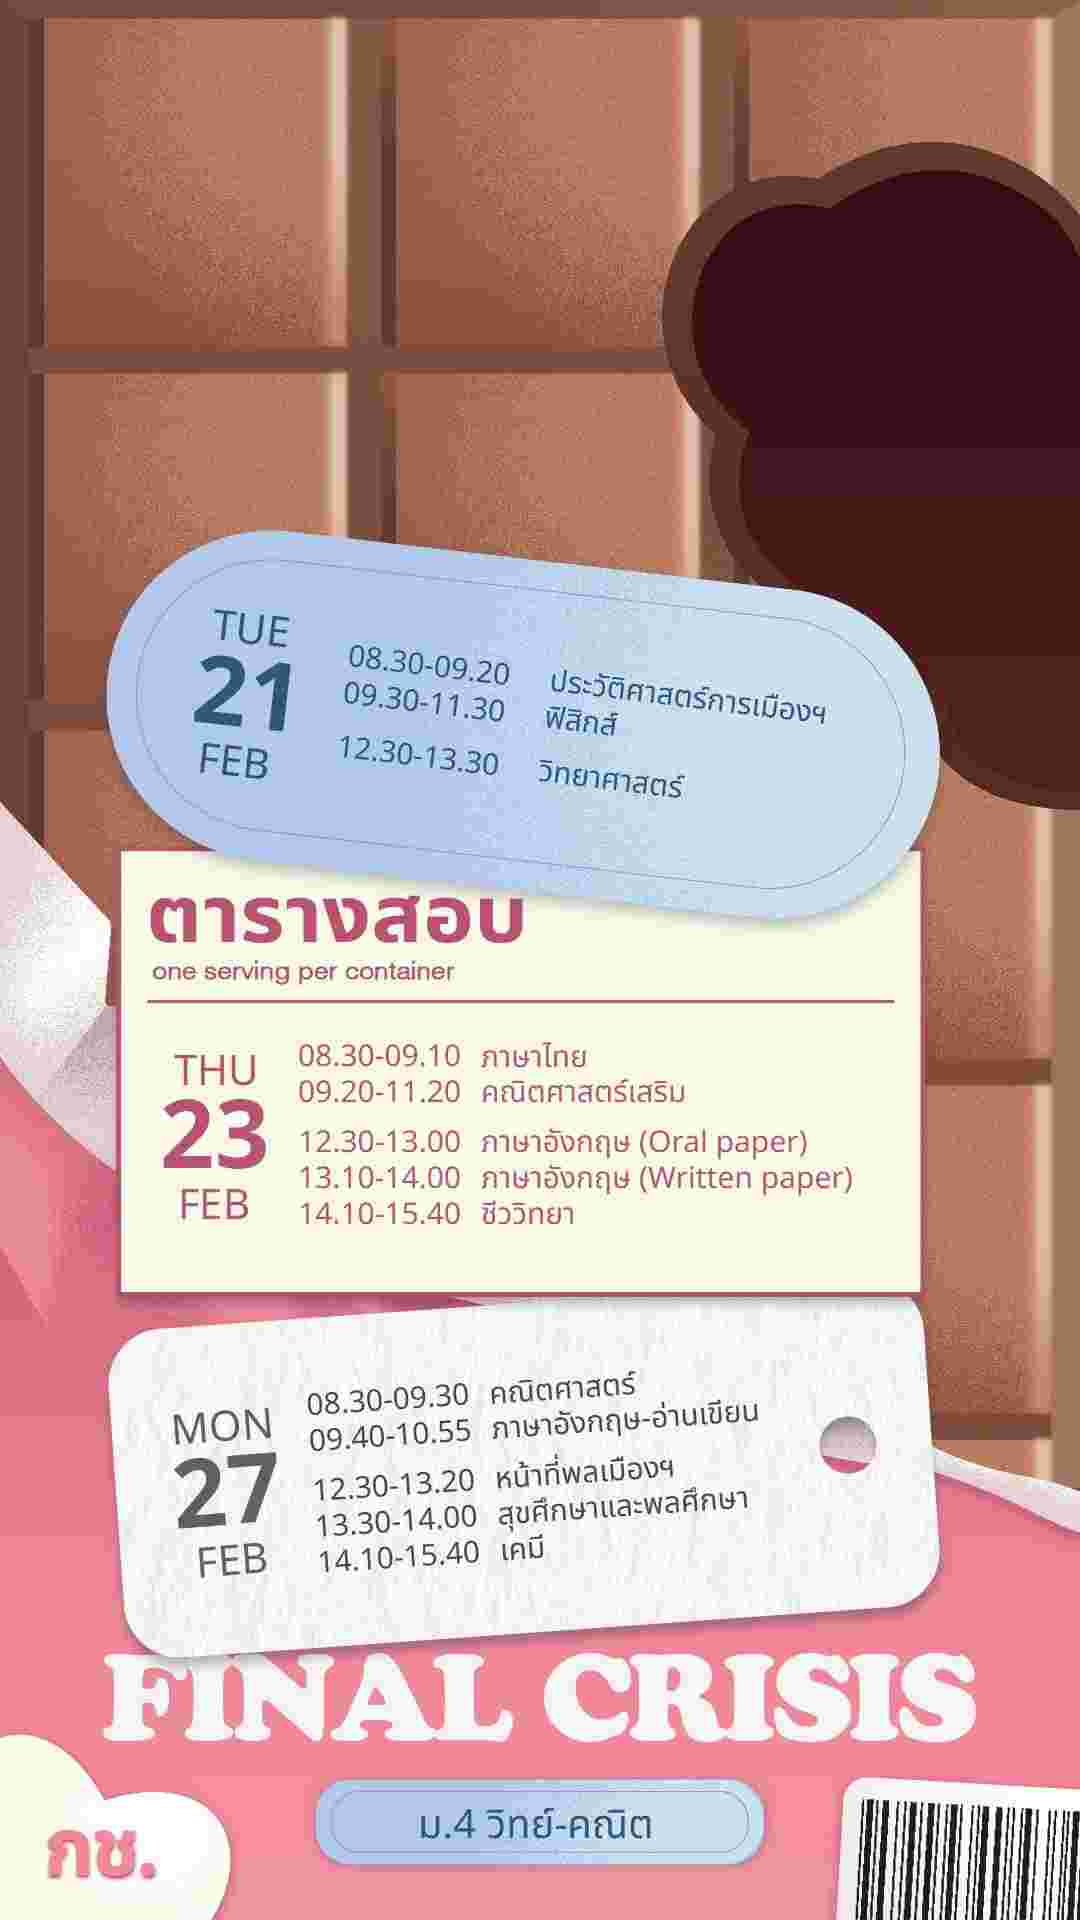 TUE
21
FEB
08.30-09.20 ประวัติศาสตร์การเมืองฯ
09.30-11.30 ฟิสิกส์
12.30-13.30 วิทยาศาสตร์
ตารางสอบ
one serving per container
THU
23
FEB
08.30-09.10 ภาษาไทย
09.20-11.20 คณิตศาสตร์เสริม
12.30-13.00 ภาษาอังกฤษ (Oral paper)
13.10-14.00 ภาษาอังกฤษ (Written paper)
14.10-15.40 ชีววิทยา
MON
27
FEB
08.30-09.30 คณิตศาสตร์
09.40-10.55 ภาษาอังกฤษ-อ่านเขียน
12.30-13.20 หน้าที่พลเมืองฯ
13.30-14.00 สุขศึกษาและพลศึกษา
14.10-15.40 เคมี
FINAL CRISIS
ม.4 วิทย์-คณิต
กช.